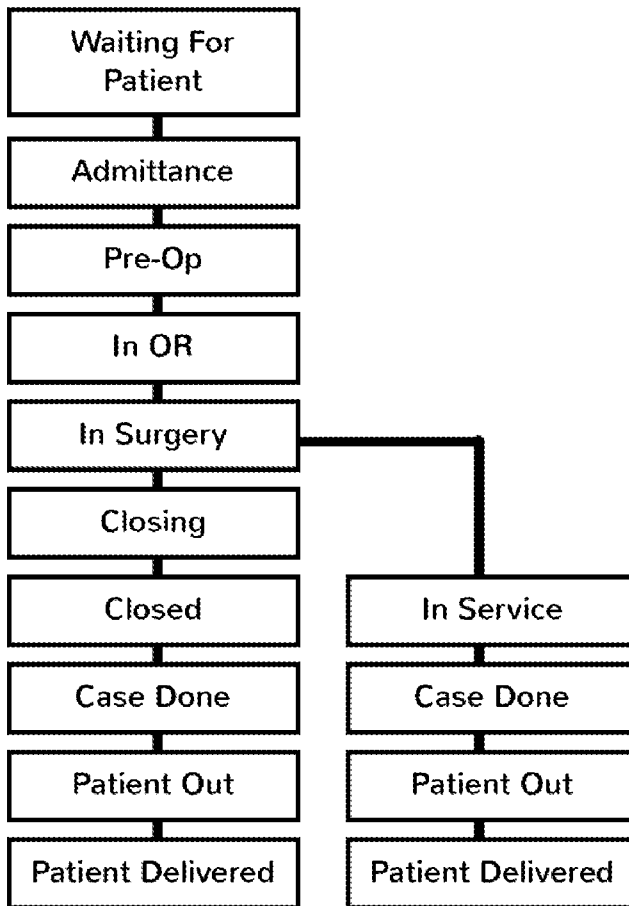 Waiting For
Patient
Admittance
Pre-Op
In OR
In Surgery
Closing
Closed
Case Done
Patient Out
Patient Delivered
In Service
Case Done
Patient Out
Patient Delivered